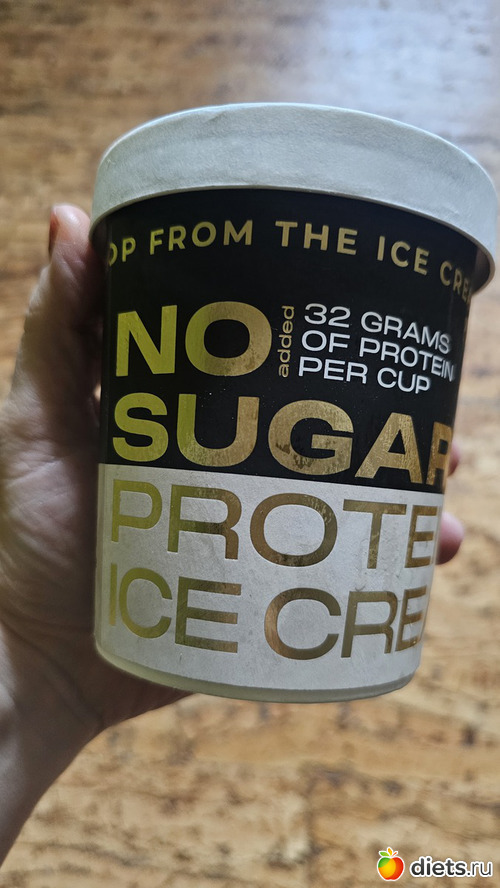 OP FROM THE ICE CRE
NO
added
32 GRAMS
OF PROTEIN
PER CUP
SUGAR
PROTE
ICE CRE
diets.ru